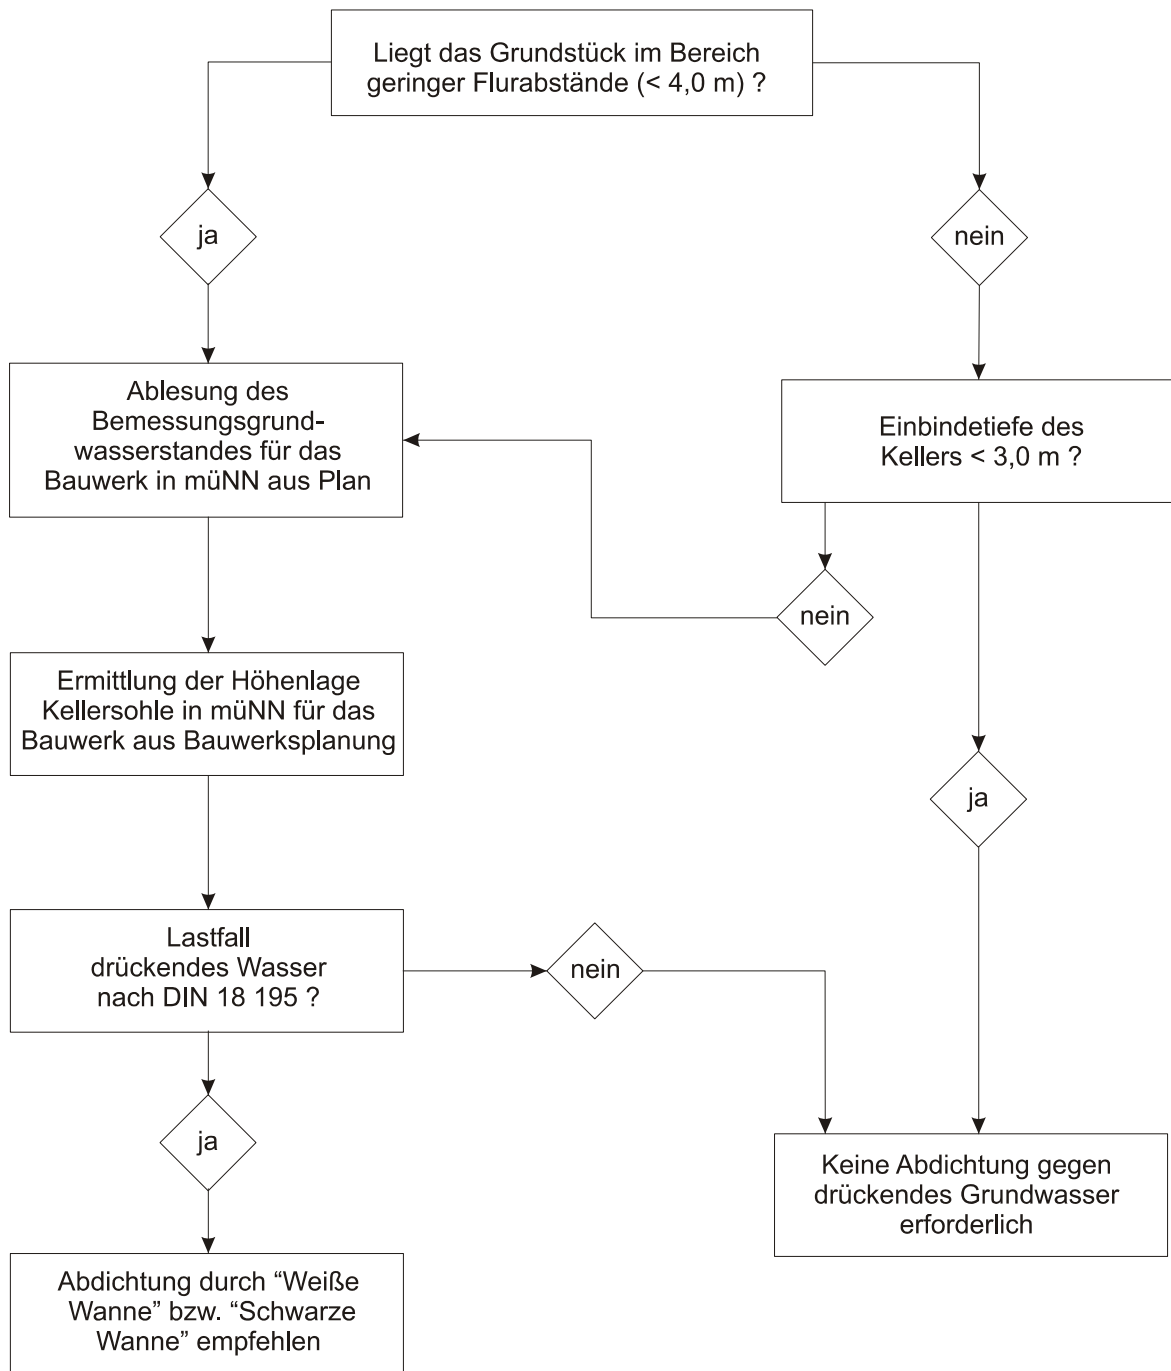 Liegt das Grundstück im Bereich
geringer Flurabstände (< 4,0 m) ?
ja
nein
Ablesung des
Bemessungsgrund-
wasserstandes für das
Bauwerk in müNN aus Plan
Einbindetiefe des
Kellers < 3,0 m ?
nein
Ermittlung der Höhenlage
Kellersohle in müNN für das
Bauwerk aus Bauwerksplanung
ja
Lastfall
drückendes Wasser
nach DIN 18 195 ?
nein
ja
Keine Abdichtung gegen
drückendes Grundwasser
erforderlich
Abdichtung durch “Weiße
Wanne” bzw. “Schwarze
Wanne” empfehlen